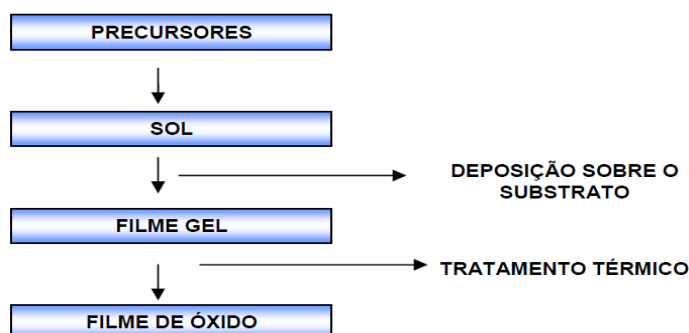 PRECURSORES
SOL
DEPOSIÇÃO SOBRE O
SUBSTRATO
FILME GEL
TRATAMENTO TÉRMICO
FILME DE ÓXIDO